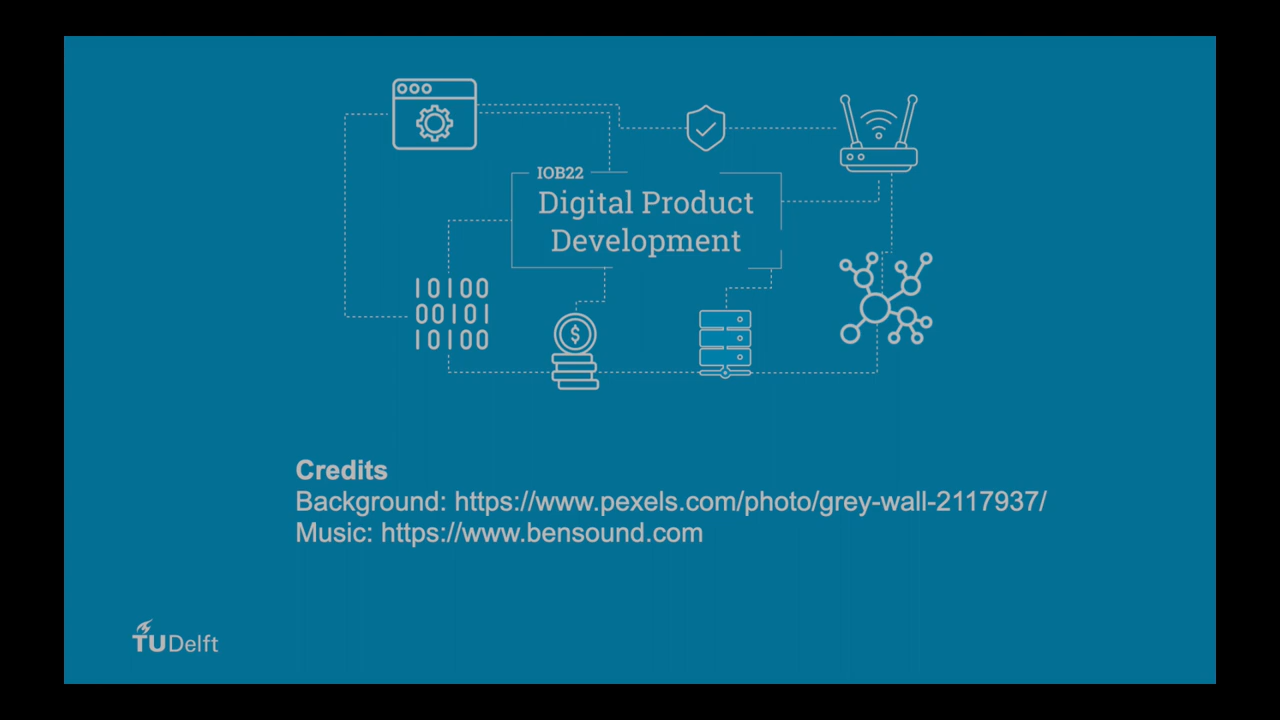 IOB22
Digital Product
Development
10100
00101
10100
$
Credits
Background: https://www.pexels.com/photo/grey-wall-2117937/
Music: https://www.bensound.com
TUDelft